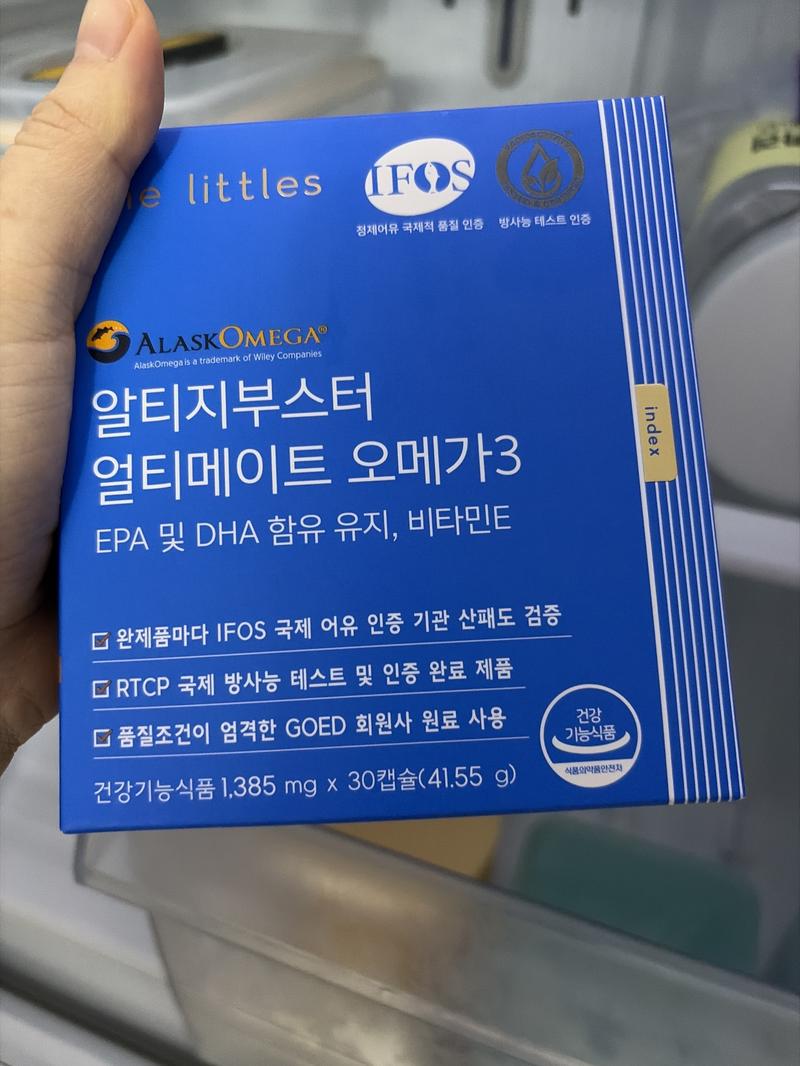 littles
IFOS
정제어유 국제적 품질 인증
방사능 테스트 인증
ALASKOMEGA®
AlaskOmega is a trademark of Wiley Companies
알티지부스터
얼티메이트 오메가3
EPA 및 DHA 함유 유지, 비타민E
index
완제품마다 IFOS 국제 어유 인증 기관 산패도 검증
RTCP 국제 방사능 테스트 및 인증 완료 제품
품질조건이 엄격한 GOED 회원사 원료 사용
건강
기능식품
식품의약품안전처
건강기능식품 1,385 mg x 30캡슐(41.55 g)